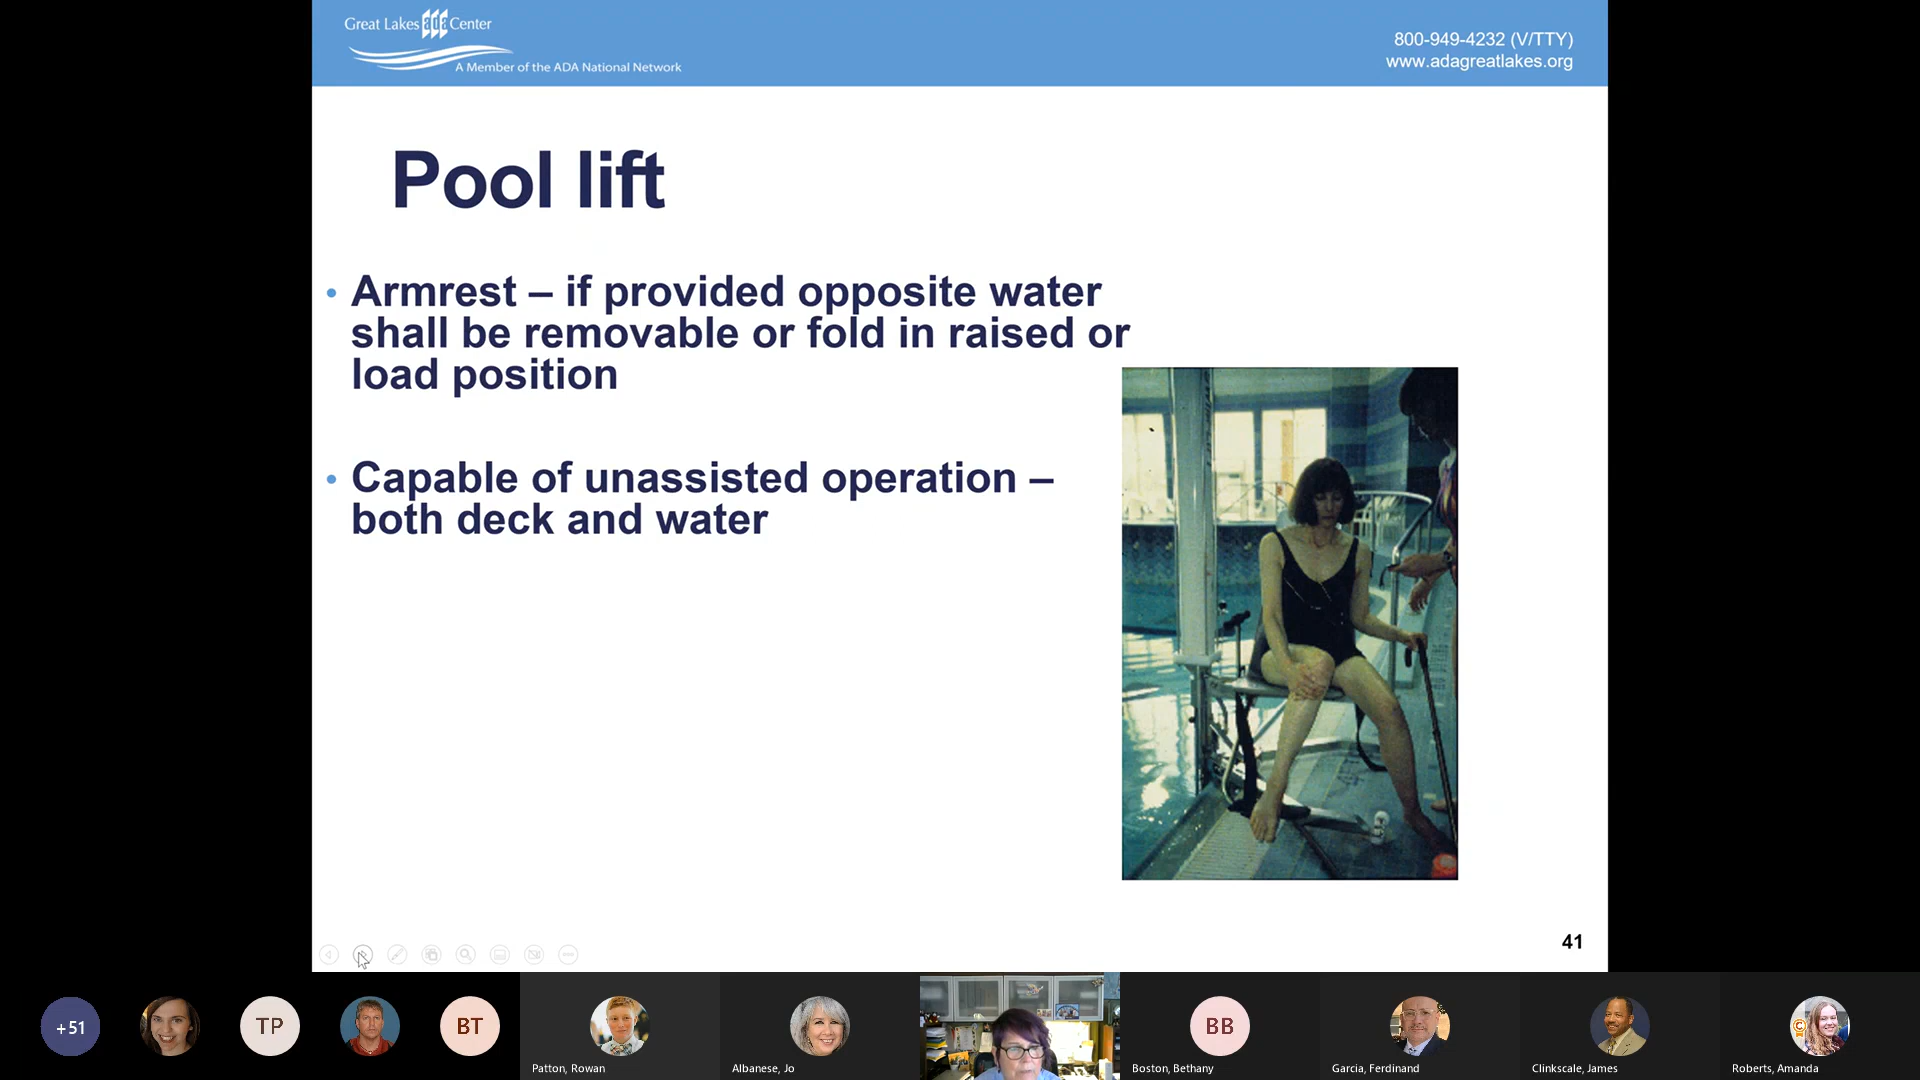 Great Lakes ada Center
A Member of the ADA National Network
800-949-4232 (V/TTY)
www.adagreatlakes.org
Pool lift
• Armrest – if provided opposite water
shall be removable or fold in raised or
load position
• Capable of unassisted operation –
both deck and water
41
+51
TP
BT
BB
Patton, Rowan
Albanese, Jo
Boston, Bethany
Garcia, Ferdinand
Clinkscale, James
Roberts, Amanda